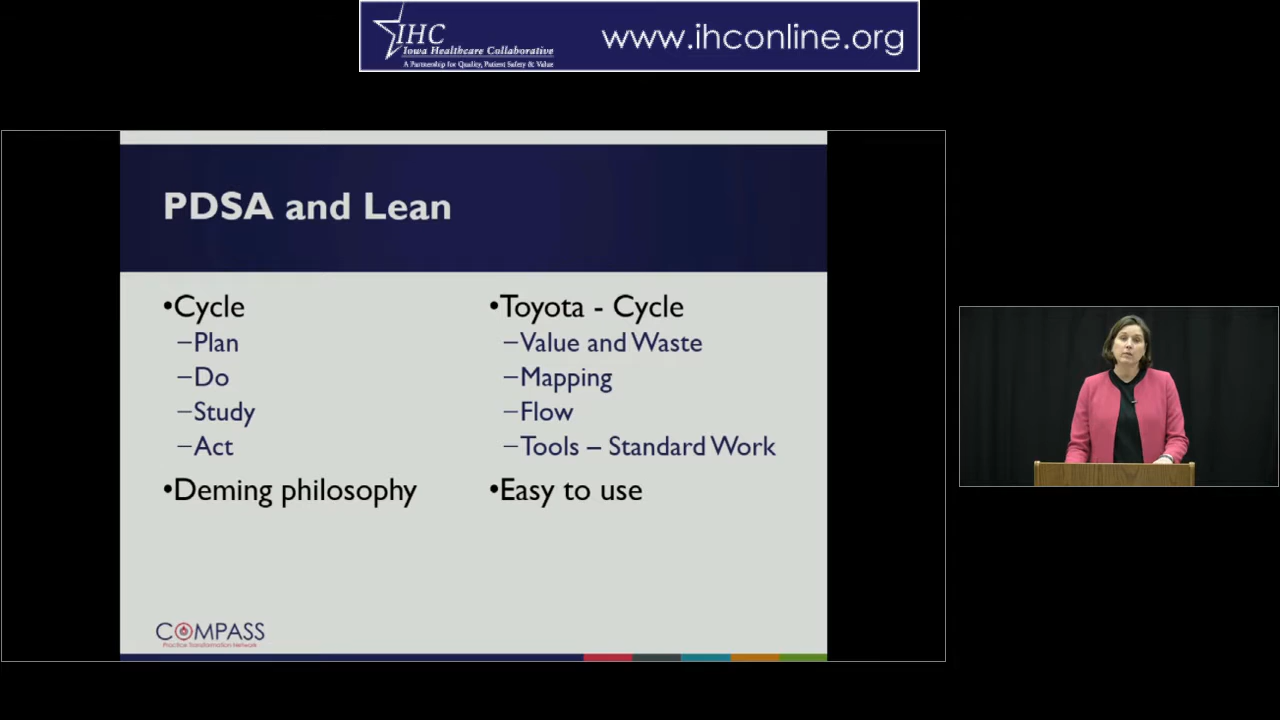 IHC
Iowa Healthcare Collaborative
A Partnership for Quality, Patient Safety & Value
www.ihconline.org
PDSA and Lean
•Cycle
–Plan
–Do
–Study
–Act
•Deming philosophy
•Toyota - Cycle
–Value and Waste
–Mapping
–Flow
–Tools – Standard Work
•Easy to use
COMPASS
Practice Transformation Network